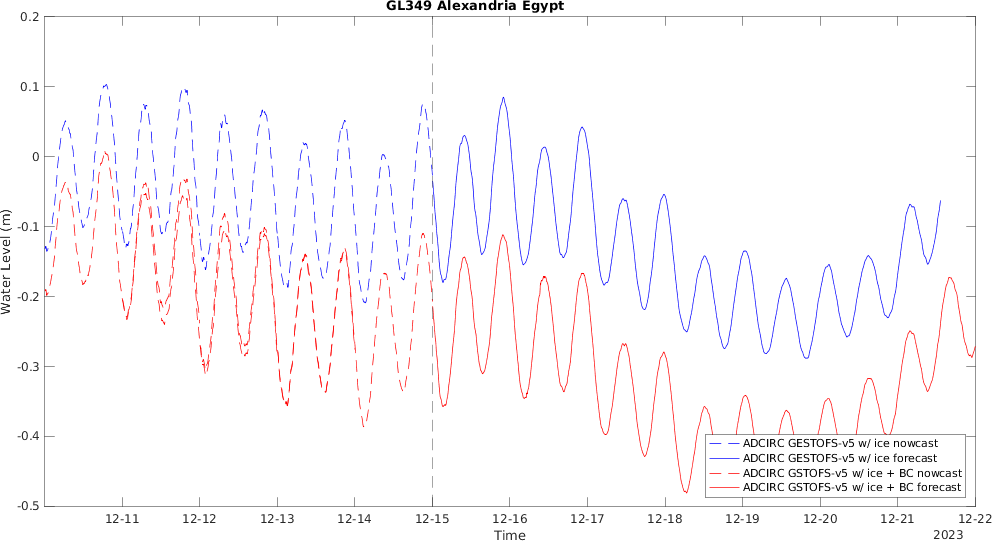 GL349 Alexandria Egypt
0.2
0.1
0
-0.1
-0.2
-0.3
-0.4
-0.5
Water Level (m)
ADCIRC GESTOFS-v5 w/ ice nowcast
ADCIRC GESTOFS-v5 w/ ice forecast
ADCIRC GSTOFS-v5 w/ ice + BC nowcast
ADCIRC GSTOFS-v5 w/ ice + BC forecast
12-11 12-12 12-13 12-14 12-15 12-16 12-17 12-18 12-19 12-20 12-21 12-22
Time
2023